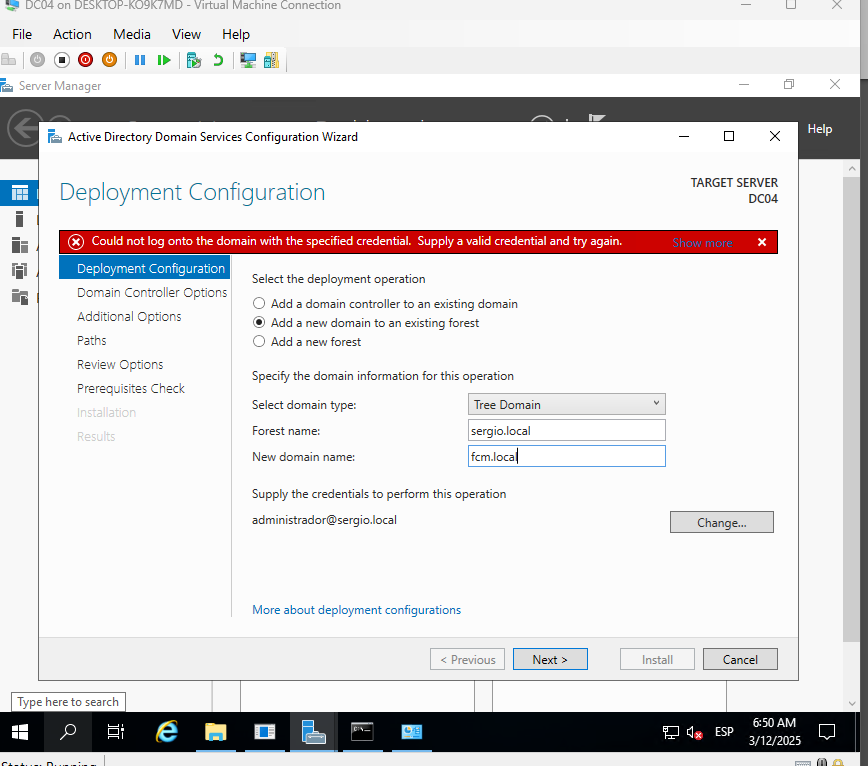 DC04 on DESKTOP-KO9K7MD - Virtual Machine Connection
File Action Media View Help
Server Manager
Help
Active Directory Domain Services Configuration Wizard
Deployment Configuration
TARGET SERVER
DC04
Could not log onto the domain with the specified credential. Supply a valid credential and try again. Show more
Deployment Configuration
Domain Controller Options
Additional Options
Paths
Review Options
Prerequisites Check
Installation
Results
Select the deployment operation
Add a domain controller to an existing domain
Add a new domain to an existing forest
Add a new forest
Specify the domain information for this operation
Select domain type: Tree Domain
Forest name: sergio.local
New domain name: fcm.local
Supply the credentials to perform this operation
administrador@sergio.local Change...
More about deployment configurations
< Previous Next > Install Cancel
Type here to search
ESP 6:50 AM
3/12/2025
Status: Running